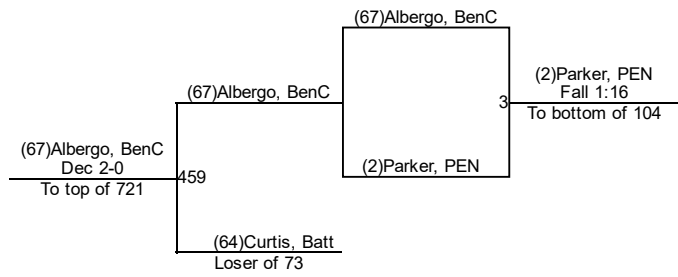 (67)Albergo, BenC
(67)Albergo, BenC
(2)Parker, PEN
Fall 1:16
3
To bottom of 104
(67)Albergo, BenC
Dec 2-0
459
To top of 721
(2)Parker, PEN
(64)Curtis, Batt
Loser of 73